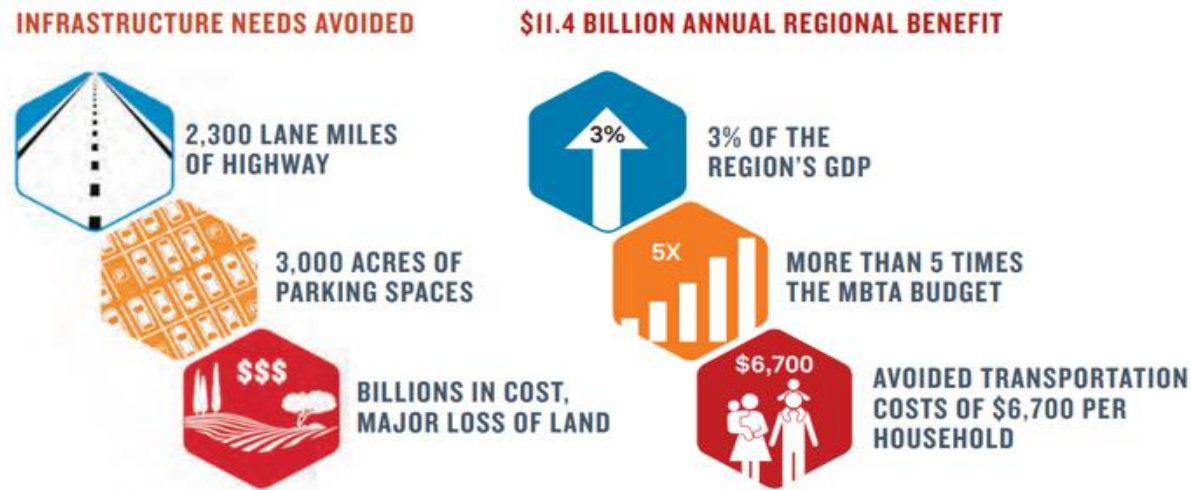 INFRASTRUCTURE NEEDS AVOIDED
2,300 LANE MILES
OF HIGHWAY
3,000 ACRES OF
PARKING SPACES
$$$
BILLIONS IN COST,
MAJOR LOSS OF LAND
$11.4 BILLION ANNUAL REGIONAL BENEFIT
3%
3% OF THE
REGION'S GDP
5X
MORE THAN 5 TIMES
THE MBTA BUDGET
$6,700
AVOIDED TRANSPORTATION
COSTS OF $6,700 PER
HOUSEHOLD